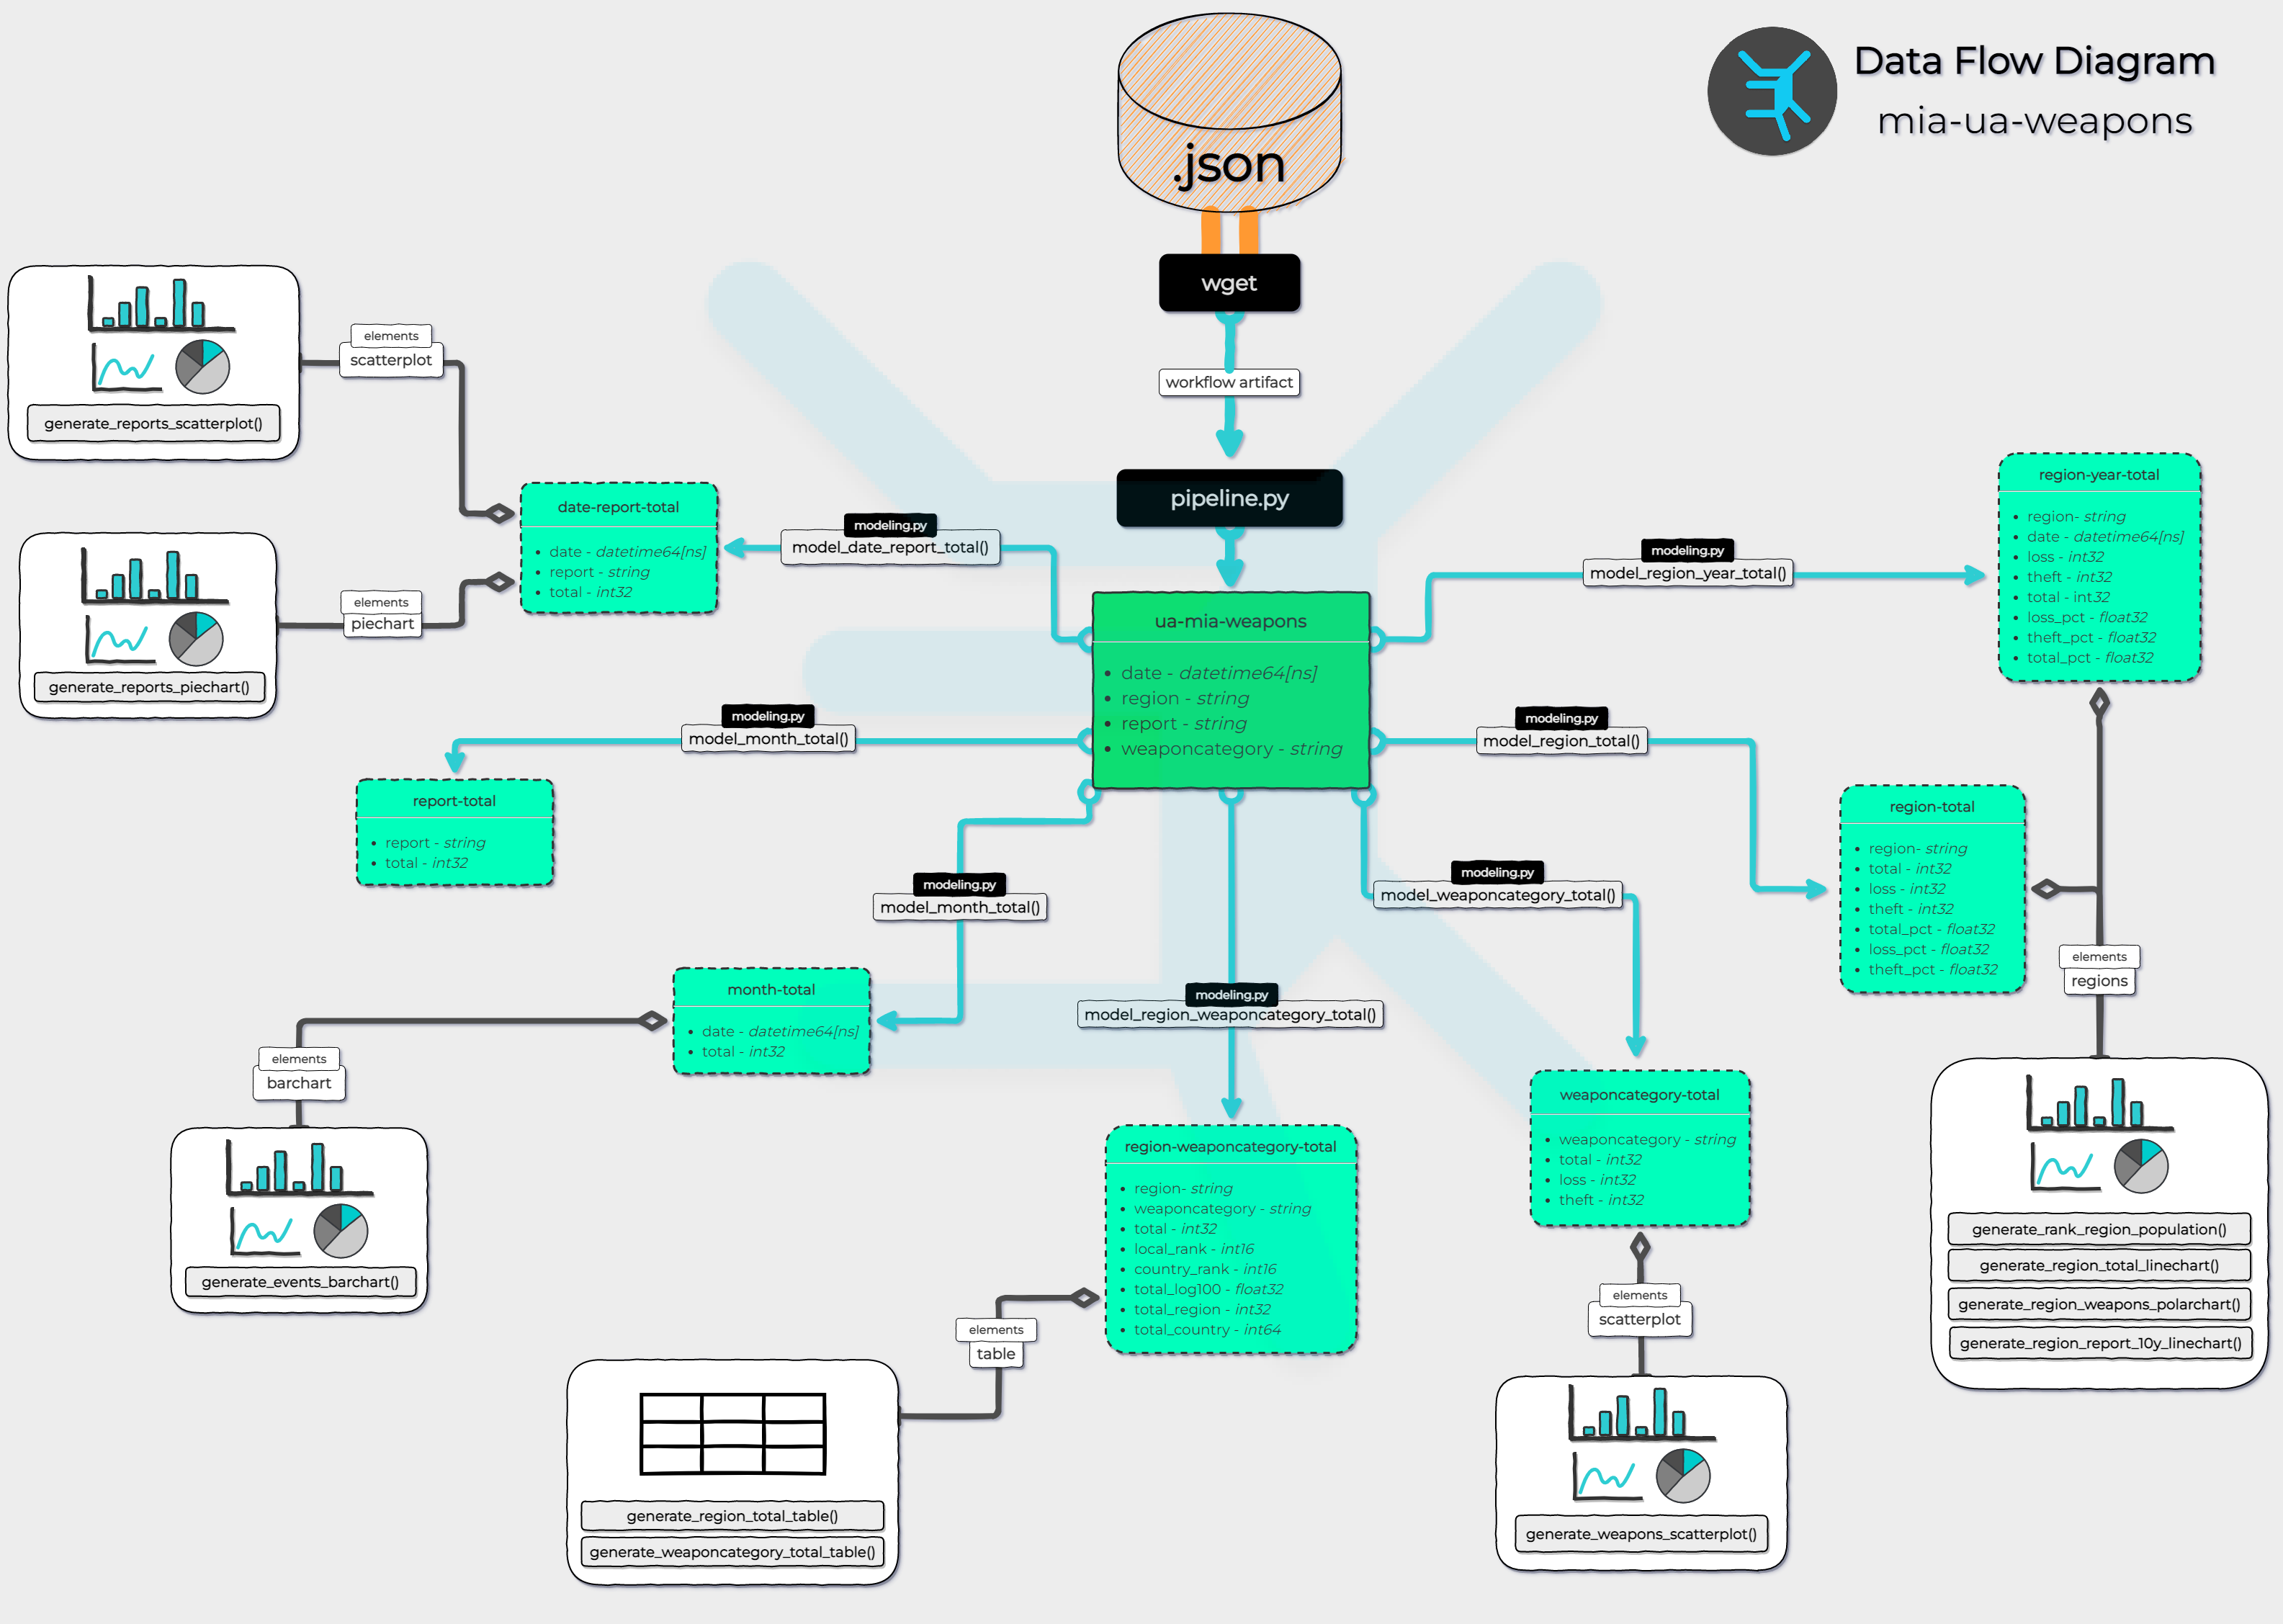 Data Flow Diagram
mia-ua-weapons
.json
wget
workflow artifact
pipeline.py
ua-mia-weapons
• date - datetime64[ns]
• region - string
• report - string
• weaponcategory - string
elements
scatterplot
generate_reports_scatterplot()
date-report-total
• date - datetime64[ns]
• report - string
• total - int32
modeling.py
model_date_report_total()
elements
piechart
generate_reports_piechart()
modeling.py
model_month_total()
report-total
• report - string
• total - int32
modeling.py
model_month_total()
month-total
• date - datetime64[ns]
• total - int32
elements
barchart
generate_events_barchart()
modeling.py
model_region_weaponcategory_total()
region-weaponcategory-total
• region- string
• weaponcategory - string
• total - int32
• local_rank - int16
• country_rank - int16
• total_log100 - float32
• total_region - int32
• total_country - int64
elements
table
generate_region_total_table()
generate_weaponcategory_total_table()
modeling.py
model_weaponcategory_total()
weaponcategory-total
• weaponcategory - string
• total - int32
• loss - int32
• theft - int32
elements
scatterplot
generate_weapons_scatterplot()
modeling.py
model_region_year_total()
region-year-total
• region- string
• date - datetime64[ns]
• loss - int32
• theft - int32
• total - int32
• loss_pct - float32
• theft_pct - float32
• total_pct - float32
modeling.py
model_region_total()
region-total
• region- string
• total - int32
• loss - int32
• theft - int32
• total_pct - float32
• loss_pct - float32
• theft_pct - float32
elements
regions
generate_rank_region_population()
generate_region_total_linechart()
generate_region_weapons_polarchart()
generate_region_report_10y_linechart()